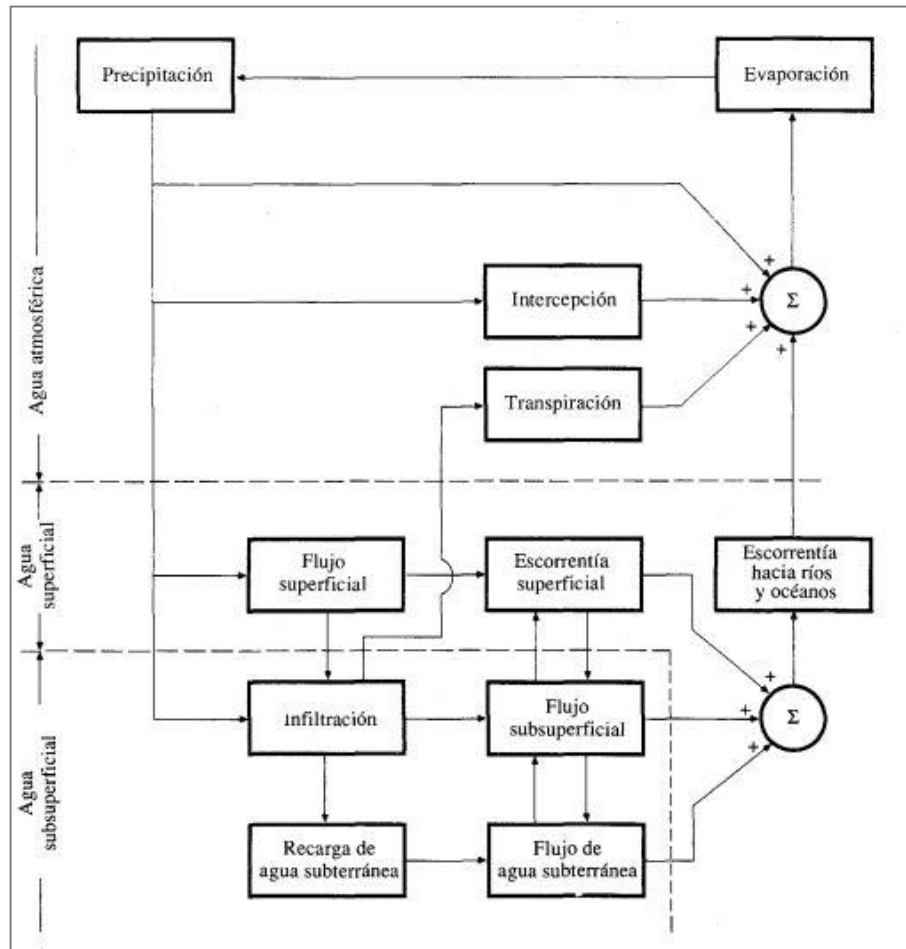 Precipitación
Evaporación
+
+
Intercepción
Σ
+
+
Transpiración
Agua atmosférica
Flujo
superficial
Escorrentía
superficial
Escorrentía
hacia ríos
y océanos
Agua
superficial
Infiltración
Flujo
subsuperficial
+
+
Σ
+
Agua
subsuperficial
Recarga de
agua subterránea
Flujo de
agua subterránea